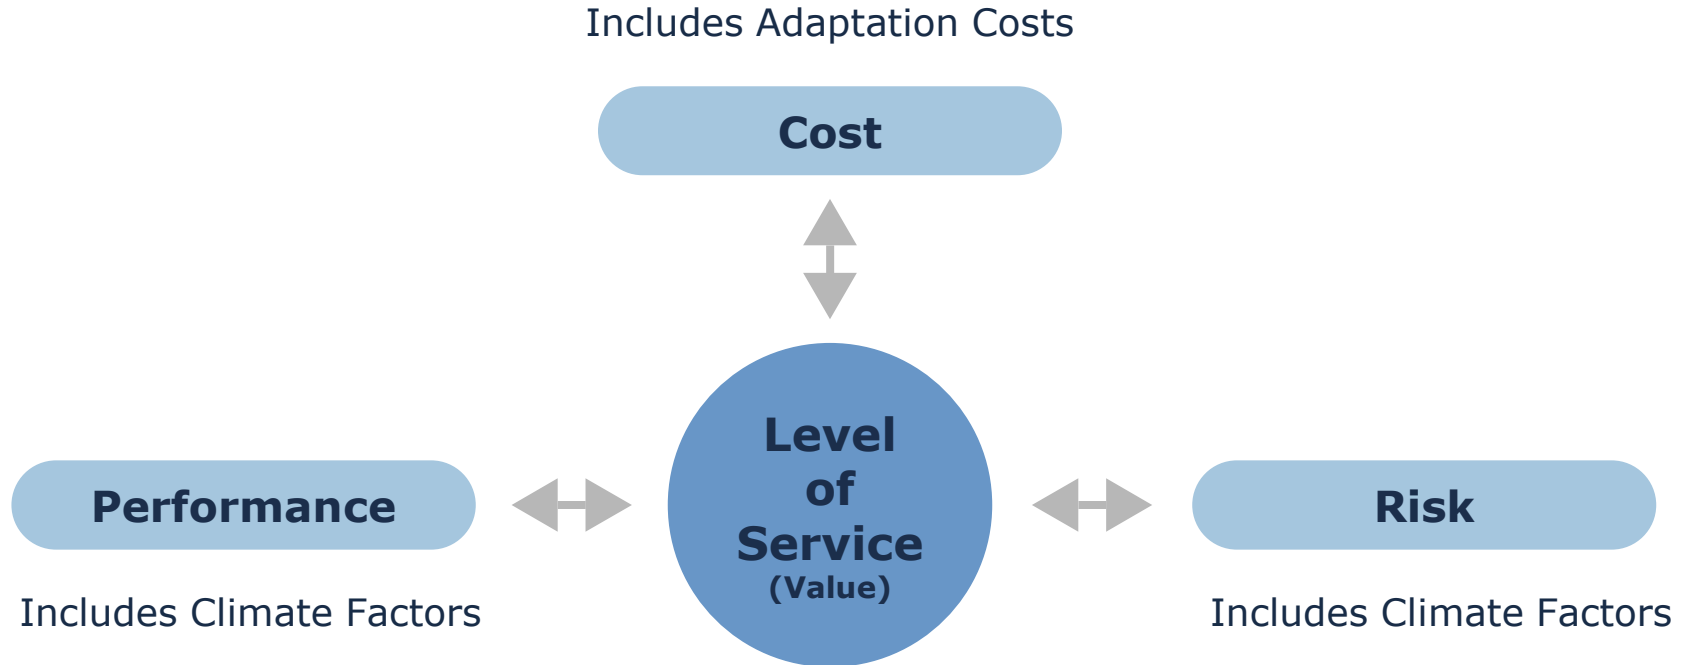 Includes Adaptation Costs
Cost
Level
of
Service
(Value)
Performance
Includes Climate Factors
Risk
Includes Climate Factors